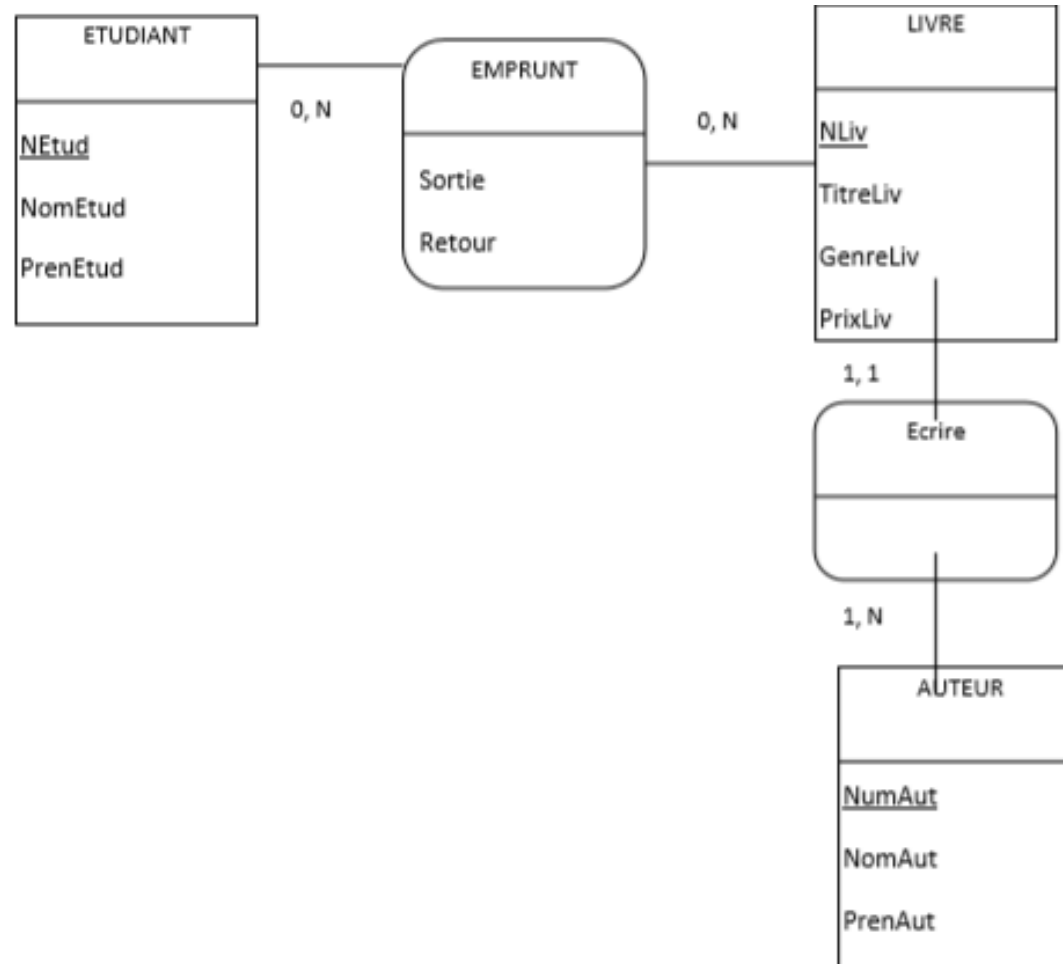 ETUDIANT
NEtud
NomEtud
PrenEtud
0, N
EMPRUNT
Sortie
Retour
0, N
LIVRE
NLiv
TitreLiv
GenreLiv
PrixLiv
1, 1
Ecrire
1, N
AUTEUR
NumAut
NomAut
PrenAut